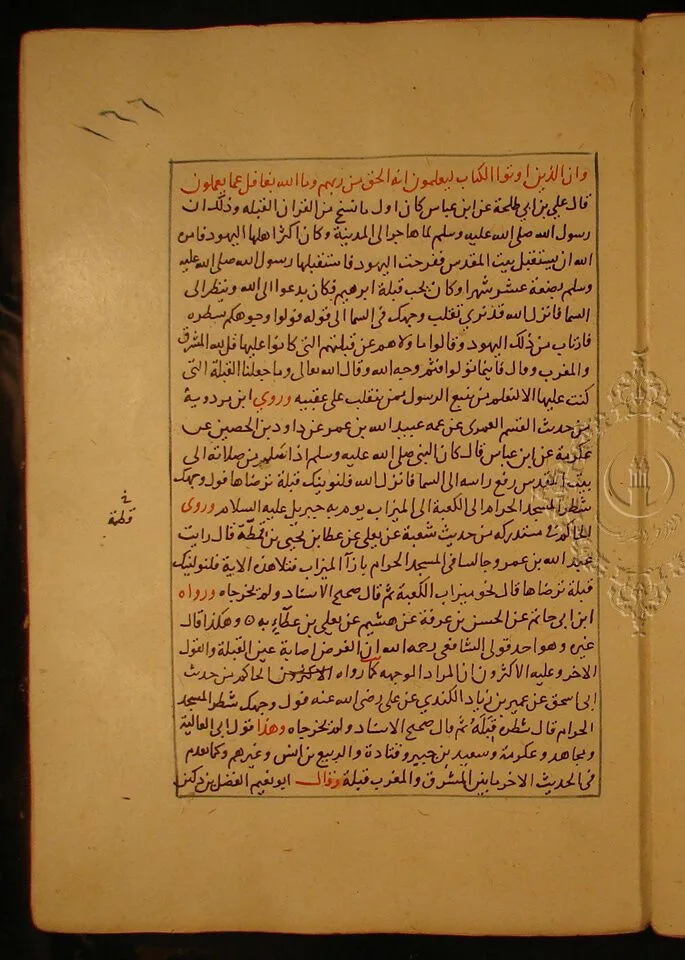 ١٦٦
وان الذين اوتوا الكتاب ليعلمون انه الحق من ربهم وما الله بغافل عما يعملون
قال علي بن ابي طلحة عن ابن عباس كان اول ما نسخ من القران القبله وذلك ان
رسول الله صلى الله عليه وسلم لما هاجر الى المدينة وكان اكثر اهلها اليهود فامره
الله ان يستقبل بيت المقدس ففرحت اليهود فاستقبلها رسول الله صلى الله عليه
وسلم بضعة عشر شهرا وكان يحب قبلة ابرهيم فكان يدعوا الى الله وينظر الى
السما فانزل الله قد نرى تقلب وجهك في السما الى قوله فولوا وجوهكم شطره
فارتاب من ذلك اليهود وقالوا ما ولاهم عن قبلتهم التي كانوا عليها قل لله المشرق
والمغرب وقال فاينما تولوا فثم وجه الله وقال الله تعالى وما جعلنا القبلة التي
كنت عليها الا لنعلم من يتبع الرسول ممن ينقلب على عقبيه وروى ابن مردوية
من حديث القسم العمري عن عمه عبيد الله بن عمر عن داود بن الحصين عن
عكرمة عن ابن عباس قال كان النبي صلى الله عليه وسلم اذا سلم من صلاته الى
بيت المقدس رفع راسه الى السما فانزل الله فلنولينك قبلة ترضاها فول وجهك
شطر المسجد الحرام الى الكعبة الى الميزاب يوم به جبريل عليه السلام وروى
الحاكم في مستدركه من حديث شعبة عن يعلى بن عطا عن يحيى بن قمطة قال رايت
عبد الله بن عمر وجالسا في المسجد الحرام بازآ الميزاب فتلا هذه الاية فلنولينك
قبلة ترضاها قال نحو ميزاب الكعبة ثم قال صحيح الاسناد ولم يخرجاه ورواه
ابن ابي حاتم عن الحسن بن عرفة عن هشيم عن يعلى بن عطاء به وهكذا قال
غيره وهو احد قولي الشافعي رحمه الله ان الفرض اصابة عين القبلة والقول
الاخر وعليه الاكثرون ان المراد الموجهه كما رواه الحاكم من حديث
ابي اسحق عن عمير بن زياد الكندي عن علي رضى الله عنه فول وجهك شطر المسجد
الحرام قال شطره قبله ثم قال صحيح الاسناد ولم يخرجاه وهذا قول ابي العالية
ومجاهد وعكرمة وسعيد بن جبير وقتادة والربيع بن انس وغيرهم وكما تقدم
في الحديث الاخر ما بين المشرق والمغرب قبلة وقال ابو نعيم الفضل بن دكين